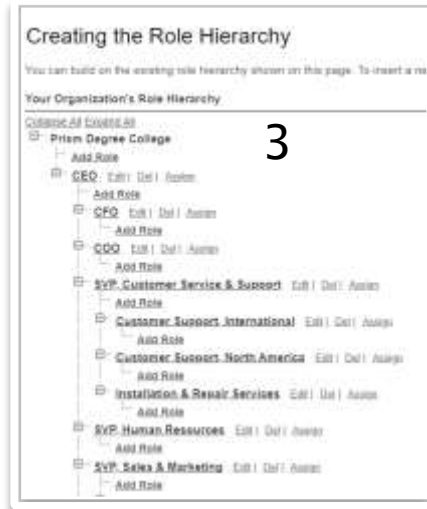 Creating the Role Hierarchy
You can build on the existing role hierarchy shown on this page. To insert a ne
Your Organization's Role Hierarchy
Collapse All Expand All
3
Prism Degree College
Add Role
CEO Edit | Del | Assign
Add Role
CFO Edit | Del | Assign
Add Role
COO Edit | Del | Assign
Add Role
SVP, Customer Service & Support Edit | Del | Assign
Add Role
Customer Support, International Edit | Del | Assign
Add Role
Customer Support, North America Edit | Del | Assign
Add Role
Installation & Repair Services Edit | Del | Assign
Add Role
SVP, Human Resources Edit | Del | Assign
Add Role
SVP, Sales & Marketing Edit | Del | Assign
Add Role